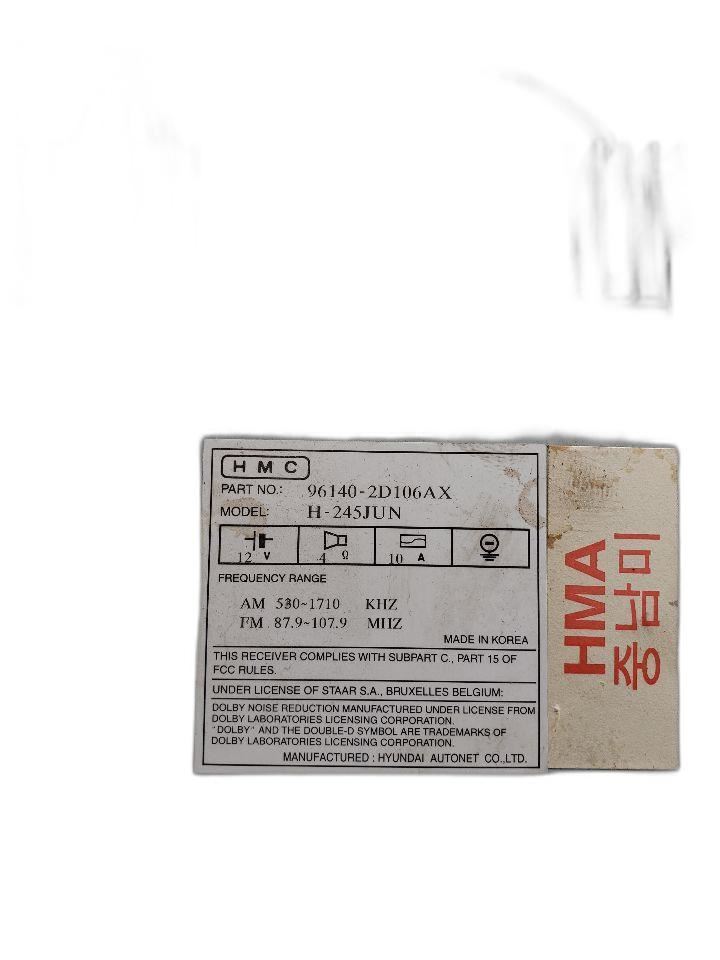 HMC
PART NO.: 96140-2D106AX
MODEL: H-245JUN
12 V 4 Ω 10 A
FREQUENCY RANGE
AM 530~1710 KHZ
FM 87.9~107.9 MHZ
MADE IN KOREA
THIS RECEIVER COMPLIES WITH SUBPART C., PART 15 OF
FCC RULES.
UNDER LICENSE OF STAAR S.A., BRUXELLES BELGIUM:
DOLBY NOISE REDUCTION MANUFACTURED UNDER LICENSE FROM
DOLBY LABORATORIES LICENSING CORPORATION.
"DOLBY" AND THE DOUBLE-D SYMBOL ARE TRADEMARKS OF
DOLBY LABORATORIES LICENSING CORPORATION.
MANUFACTURED : HYUNDAI AUTONET CO.,LTD.
HMA
중남미